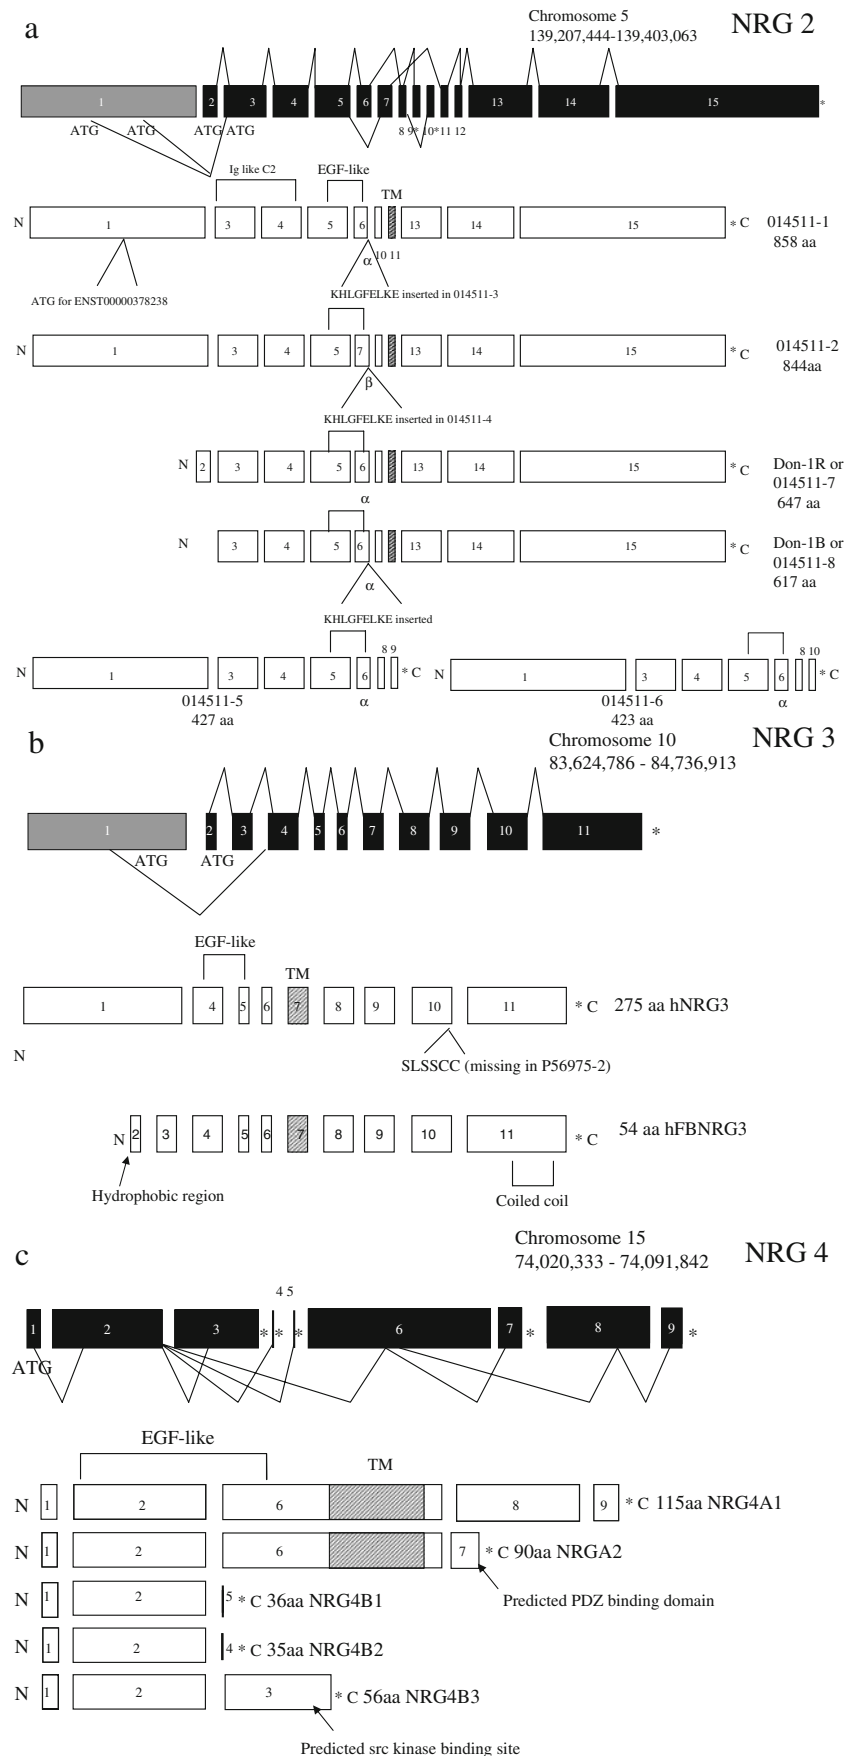 a
Chromosome 5
139,207,444-139,403,063
NRG 2
1 2 3 4 5 6 7 13 14 15 *
ATG ATG ATG ATG
8 9* 10*11 12
Ig like C2 EGF-like
TM
N 1 3 4 5 6 13 14 15 * C 014511-1
858 aa
α 10 11
ATG for ENST00000378238
KHLGFELKE inserted in 014511-3
N 1 3 4 5 7 13 14 15 * C 014511-2
844aa
β
KHLGFELKE inserted in 014511-4
N 2 3 4 5 6 13 14 15 * C Don-1R or
014511-7
647 aa
α
N 3 4 5 6 13 14 15 * C Don-1B or
014511-8
617 aa
α
KHLGFELKE inserted
8 9 8 10
N 1 3 4 5 6 * C N 1 3 4 5 6 * C
014511-5 α 014511-6 α
427 aa 423 aa
b
Chromosome 10
83,624,786 - 84,736,913
NRG 3
1 2 3 4 5 6 7 8 9 10 11 *
ATG ATG
EGF-like
TM
1 4 5 6 7 8 9 10 11 * C 275 aa hNRG3
N
SLSSCC (missing in P56975-2)
N 2 3 4 5 6 7 8 9 10 11 * C 54 aa hFBNRG3
Hydrophobic region
Coiled coil
c
Chromosome 15
74,020,333 - 74,091,842
NRG 4
4 5
1 2 3 * * * 6 7 * 8 9 *
ATG
EGF-like
TM
N 1 2 6 8 9 * C 115aa NRG4A1
N 1 2 6 7 * C 90aa NRGA2
Predicted PDZ binding domain
N 1 2 5 * C 36aa NRG4B1
N 1 2 4 * C 35aa NRG4B2
N 1 2 3 * C 56aa NRG4B3
Predicted src kinase binding site